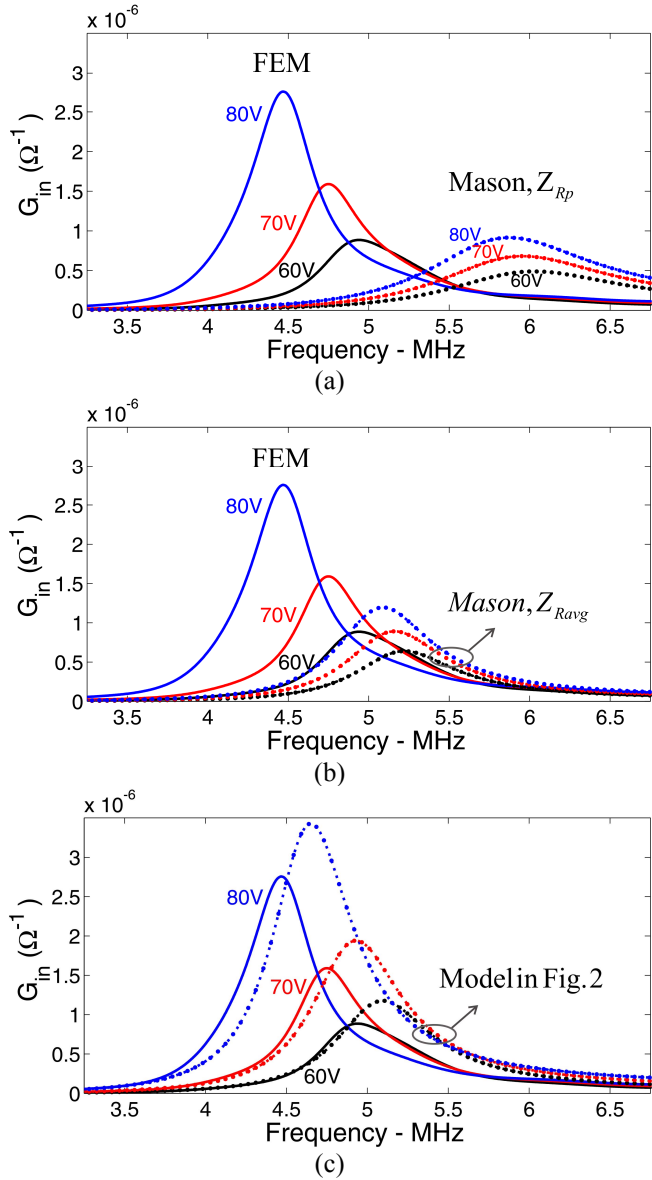 x 10^-6
3
2.5
2
1.5
1
0.5
0
G_in (Ω^-1)
FEM
80V
70V
60V
Mason, Z_Rp
80V
70V
60V
3.5 4 4.5 5 5.5 6 6.5
Frequency - MHz
(a)
x 10^-6
3
2.5
2
1.5
1
0.5
0
G_in (Ω^-1)
FEM
80V
70V
60V
Mason, Z_Ravg
3.5 4 4.5 5 5.5 6 6.5
Frequency - MHz
(b)
x 10^-6
3
2.5
2
1.5
1
0.5
0
G_in (Ω^-1)
80V
70V
60V
Model in Fig. 2
3.5 4 4.5 5 5.5 6 6.5
Frequency - MHz
(c)